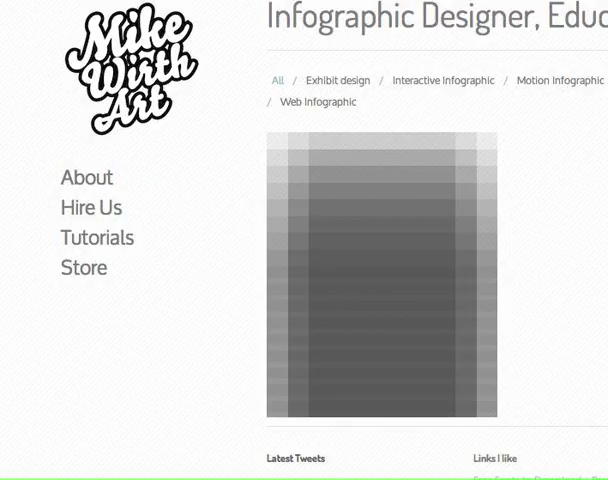 Mike
Wirth
Art
Infographic Designer, Educ
All / Exhibit design / Interactive Infographic / Motion Infographic
/ Web Infographic
About
Hire Us
Tutorials
Store
Latest Tweets
Links I like